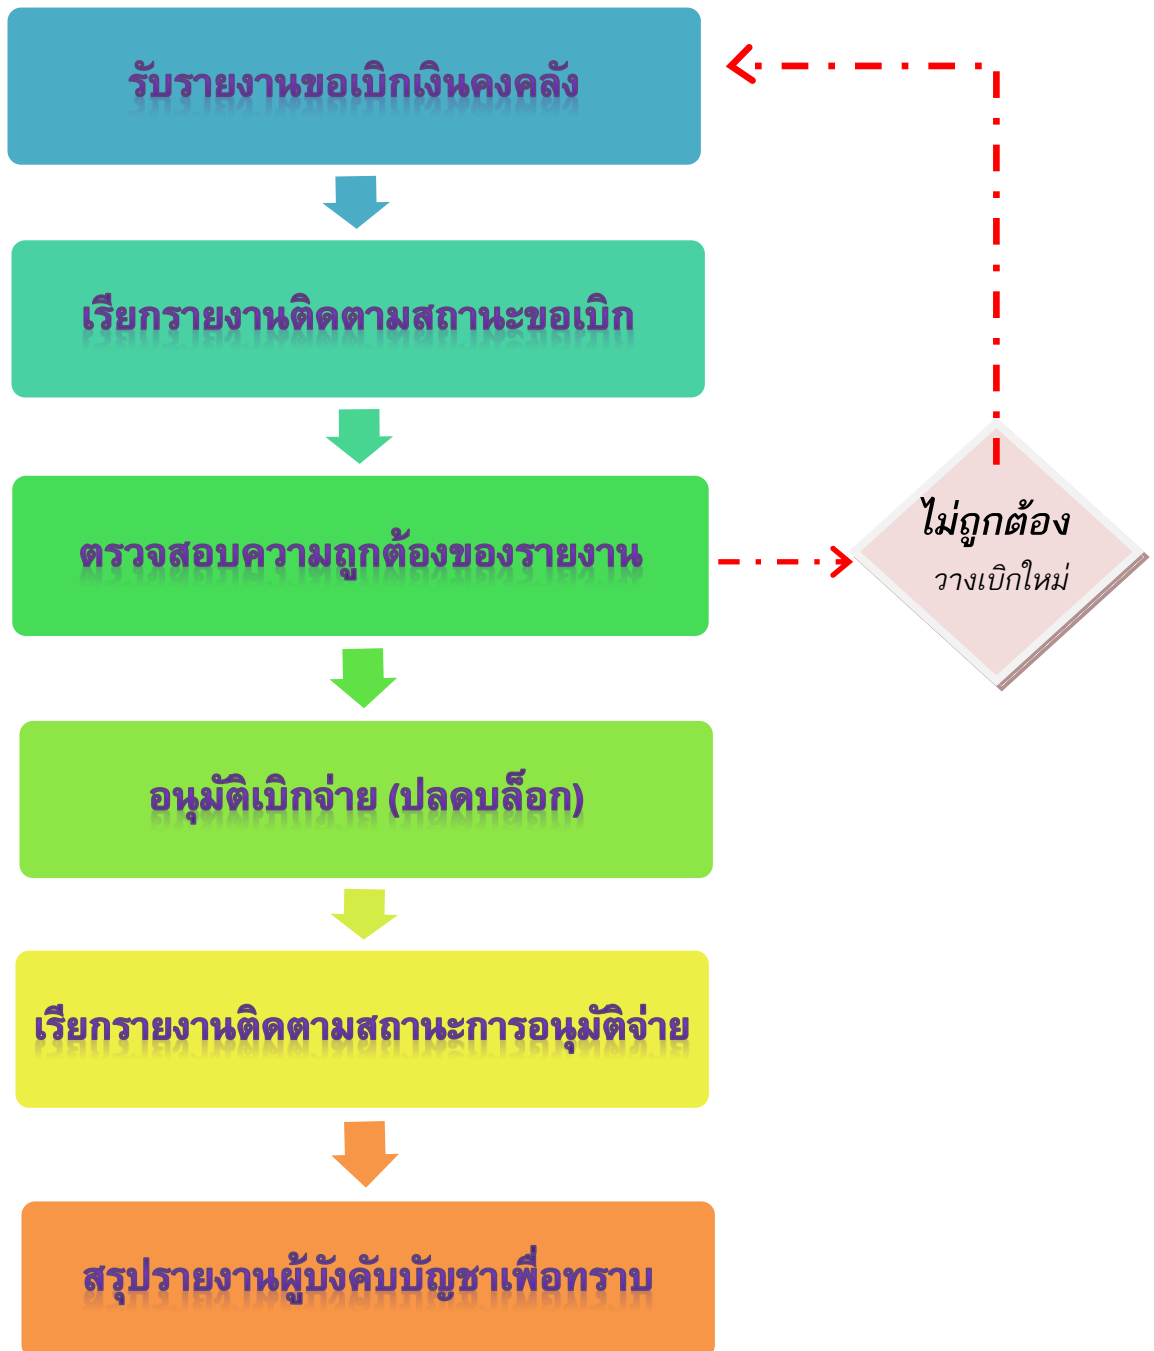 รับรายงานขอเบิกเงินคงคลัง
เรียกรายงานติดตามสถานะขอเบิก
ตรวจสอบความถูกต้องของรายงาน
ไม่ถูกต้อง
วางเบิกใหม่
อนุมัติเบิกจ่าย (ปลดบล็อก)
เรียกรายงานติดตามสถานะการอนุมัติจ่าย
สรุปรายงานผู้บังคับบัญชาเพื่อทราบ